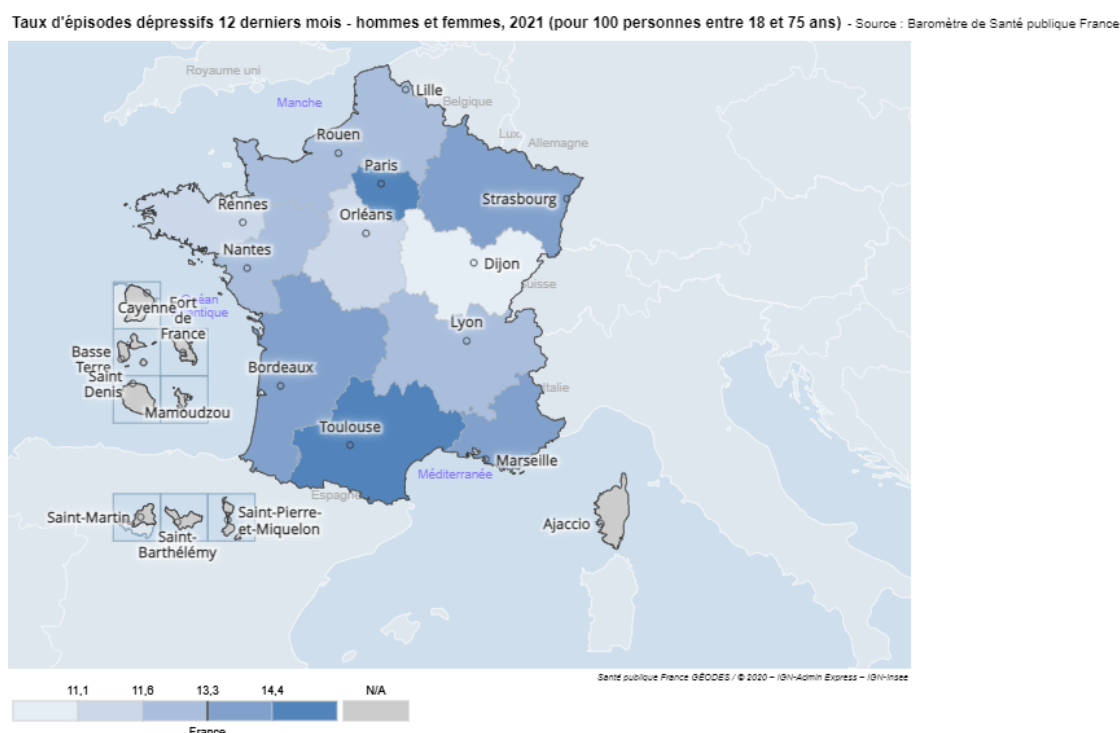 Taux d'épisodes dépressifs 12 derniers mois - hommes et femmes, 2021 (pour 100 personnes entre 18 et 75 ans) - Source : Baromètre de Santé publique France
Royaume uni
Lille
Manche
Belgique
Rouen
Lux.
Allemagne
Paris
Strasbourg
Rennes
Orléans
Nantes
Dijon
Suisse
Cayenne
Fort
de
France
Lyon
Basse
Terre
Bordeaux
Saint
Denis
Italie
Mamoudzou
Toulouse
Marseille
Méditerranée
Espagne
Saint-Martin
Saint-Pierre-
et-Miquelon
Ajaccio
Saint-
Barthélémy
Santé publique France GÉODES / © 2020 – IGN-Admin Express – IGN-Insee
11,1 11,6 13,3 14,4 N/A
France